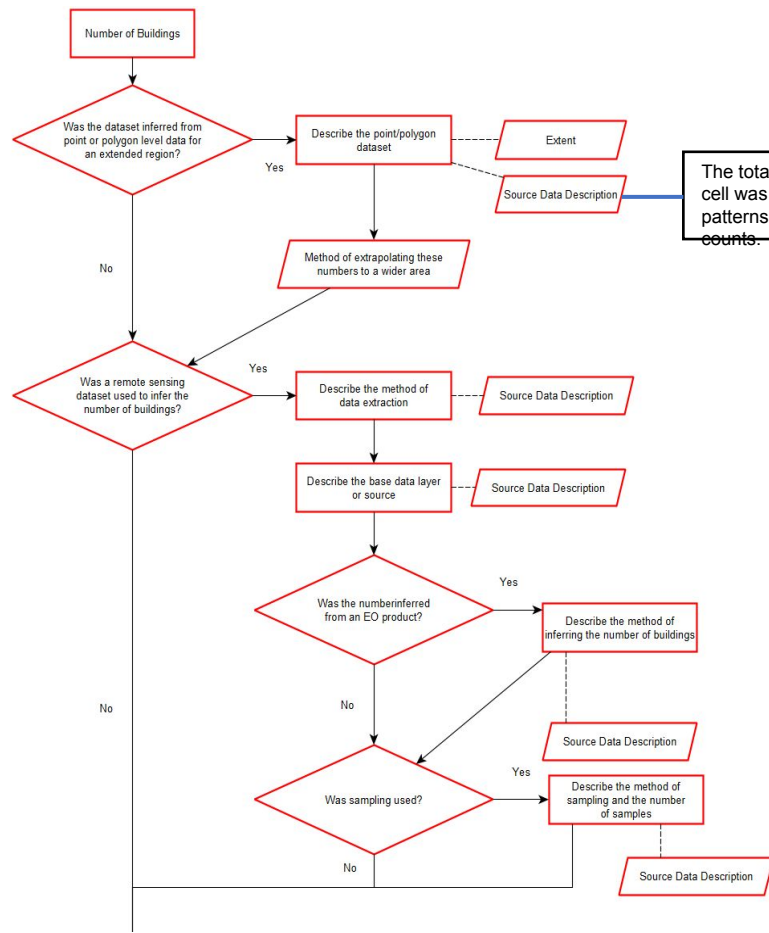 Number of Buildings
Was the dataset inferred from
point or polygon level data for
an extended region?
Yes
Describe the point/polygon
dataset
Extent
Source Data Description
The tota
cell was
patterns
counts.
No
Method of extrapolating these
numbers to a wider area
Was a remote sensing
dataset used to infer the
number of buildings?
Yes
Describe the method of
data extraction
Source Data Description
Describe the base data layer
or source
Source Data Description
Was the numberinferred
from an EO product?
Yes
Describe the method of
inferring the number of buildings
No
No
Source Data Description
Was sampling used?
Yes
Describe the method of
sampling and the number
of samples
No
Source Data Description